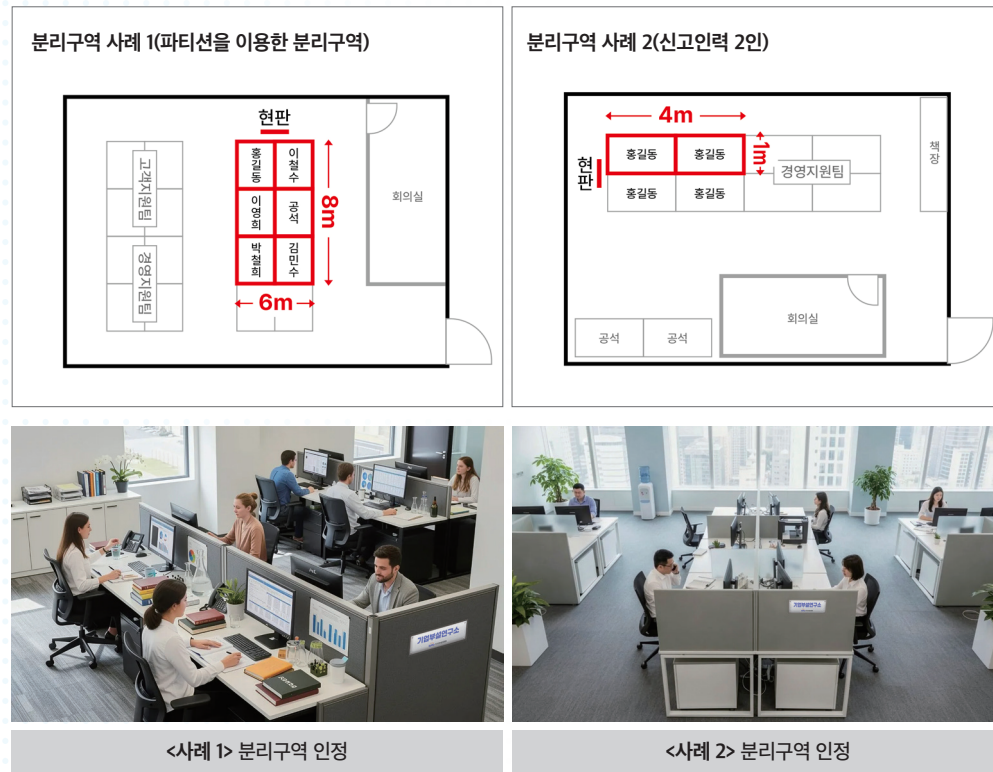 분리구역 사례 1(파티션을 이용한 분리구역)
현판
홍길동
이철수
이영희
공석
박철희
김민수
8m
6m
고객지원팀
경영지원팀
회의실
분리구역 사례 2(신고인력 2인)
4m
1m
현판
홍길동
홍길동
홍길동
홍길동
경영지원팀
책장
회의실
공석
공석
기업부설연구소
기업부설연구소
<사례 1> 분리구역 인정
<사례 2> 분리구역 인정